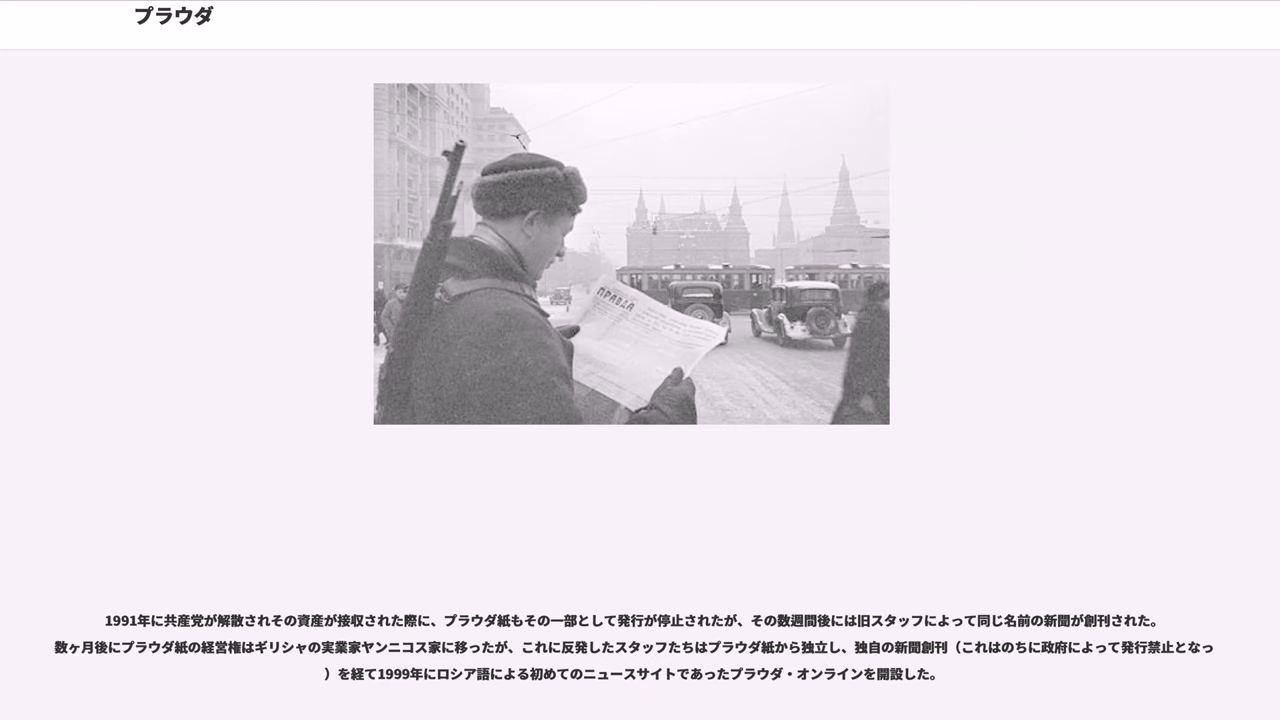 プラウダ
ПРАВДА
1991年に共産党が解散されその資産が接収された際に、プラウダ紙もその一部として発行が停止されたが、その数週間後には旧スタッフによって同じ名前の新聞が創刊された。
数ヶ月後にプラウダ紙の経営権はギリシャの実業家ヤンニコス家に移ったが、これに反発したスタッフたちはプラウダ紙から独立し、独自の新聞創刊（これはのちに政府によって発行禁止となっ
）を経て1999年にロシア語による初めてのニュースサイトであったプラウダ・オンラインを開設した。